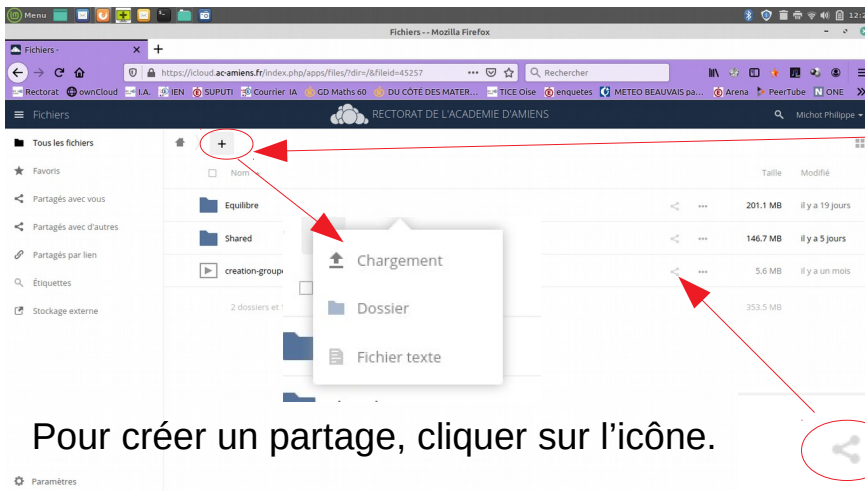 Menu 12:2
Fichiers - - Mozilla Firefox
Fichiers -
https://icloud.ac-amiens.fr/index.php/apps/files/?dir=/&fileid=45257 Rechercher
Rectorat ownCloud I.A. IEN SUPUTI Courrier IA GD Maths 60 DU CÔTÉ DES MATER... TICE Oise enquetes METEO BEAUVAIS pa... Arena PeerTube ONE
Fichiers RECTORAT DE L'ACADEMIE D'AMIENS Michot Philippe
Tous les fichiers +
Favoris Nom Taille Modifié
Partagés avec vous Equilibre 201.1 MB il y a 19 jours
Partagés avec d'autres Shared 146.7 MB il y a 5 jours
Partagés par lien creation-groupe 5.6 MB il y a un mois
Étiquettes
Stockage externe 2 dossiers et 353.5 MB
Chargement
Dossier
Fichier texte
Pour créer un partage, cliquer sur l’icône.
Paramètres